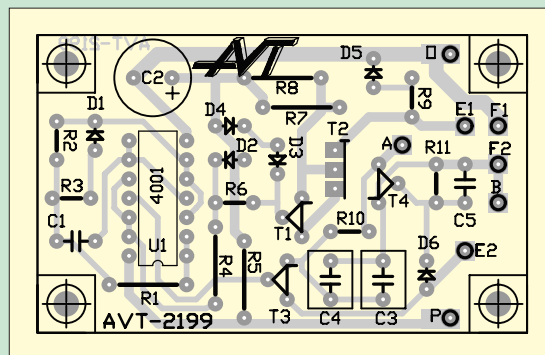 AVT
D5
O
C2
+
R8
D1
R9
E1
F1
R7
D4
T2
R2
D2
D3
A
R11
F2
R3
4001
R6
B
T4
C1
T1
R10
C5
U1
D6
E2
R4
R5
R1
T3
C4
C3
P
AVT-2199